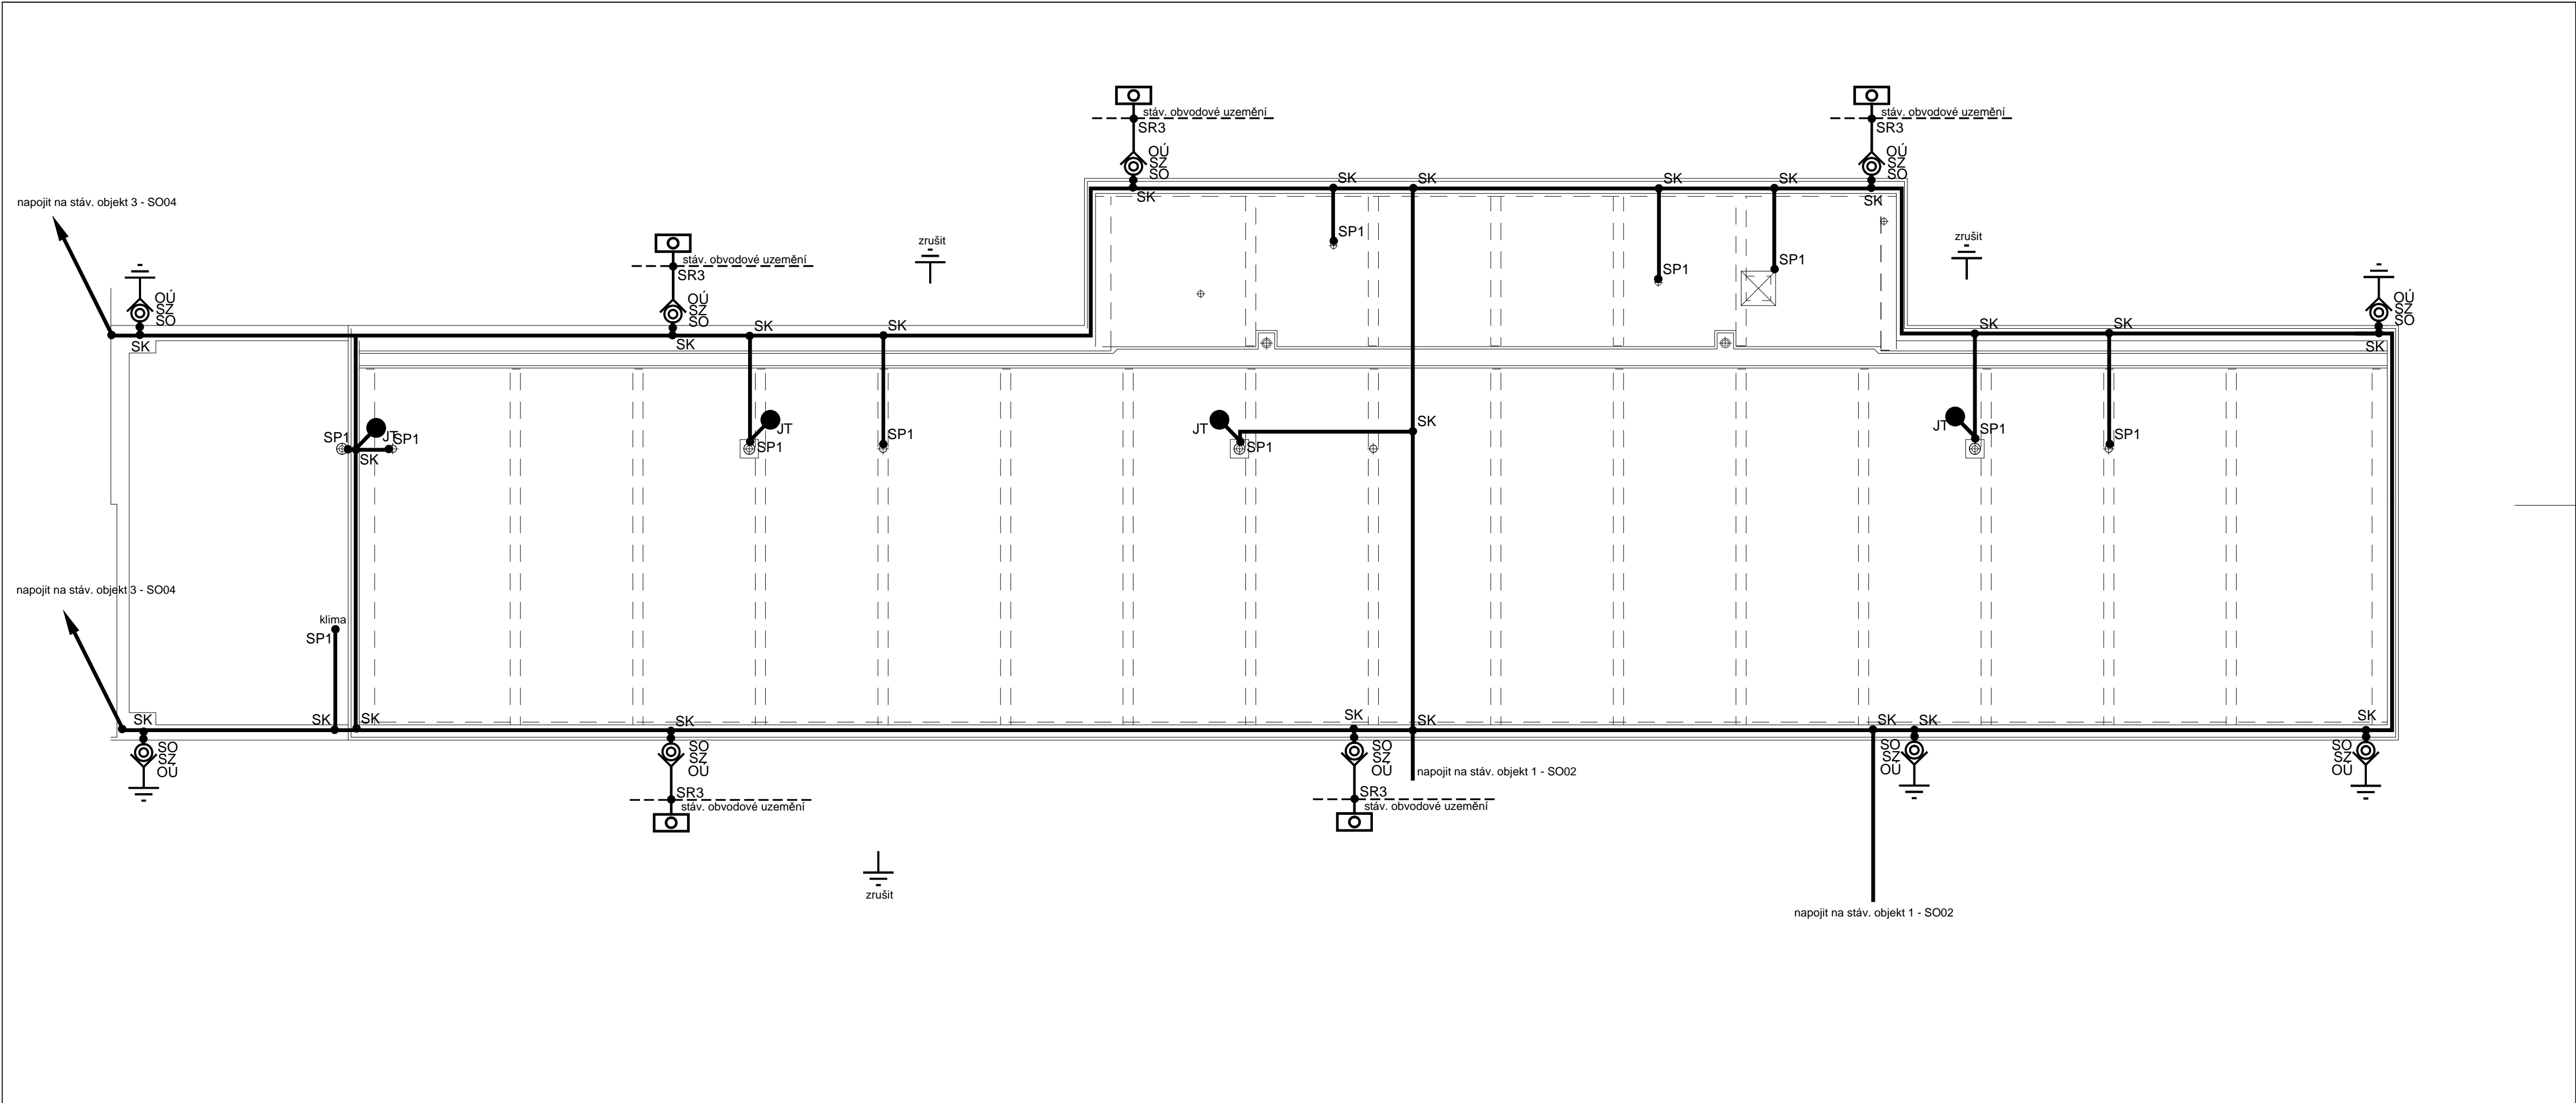 stáv. obvodové uzemění
SR3
OÚ
SZ
SO
SK
stáv. obvodové uzemění
SR3
OÚ
SZ
SO
SK
SK
SK
SK
SK
SP1
SP1
SP1
napojit na stáv. objekt 3 - SO04
OÚ
SZ
SO
SK
stáv. obvodové uzemění
SR3
OÚ
SZ
SO
SK
zrušit
zrušit
SK
SK
SK
SK
OÚ
SZ
SO
SK
SP1
JT
SP1
SK
JT
SP1
SP1
JT
SP1
SK
JT
SP1
SP1
napojit na stáv. objekt 3 - SO04
klima
SP1
SK
SK
SK
SK
SK
SK
SK
SK
SK
SO
SZ
OÚ
SO
SZ
OÚ
SR3
stáv. obvodové uzemění
SO
SZ
OÚ
SR3
stáv. obvodové uzemění
napojit na stáv. objekt 1 - SO02
SO
SZ
OÚ
SO
SZ
OÚ
zrušit
napojit na stáv. objekt 1 - SO02